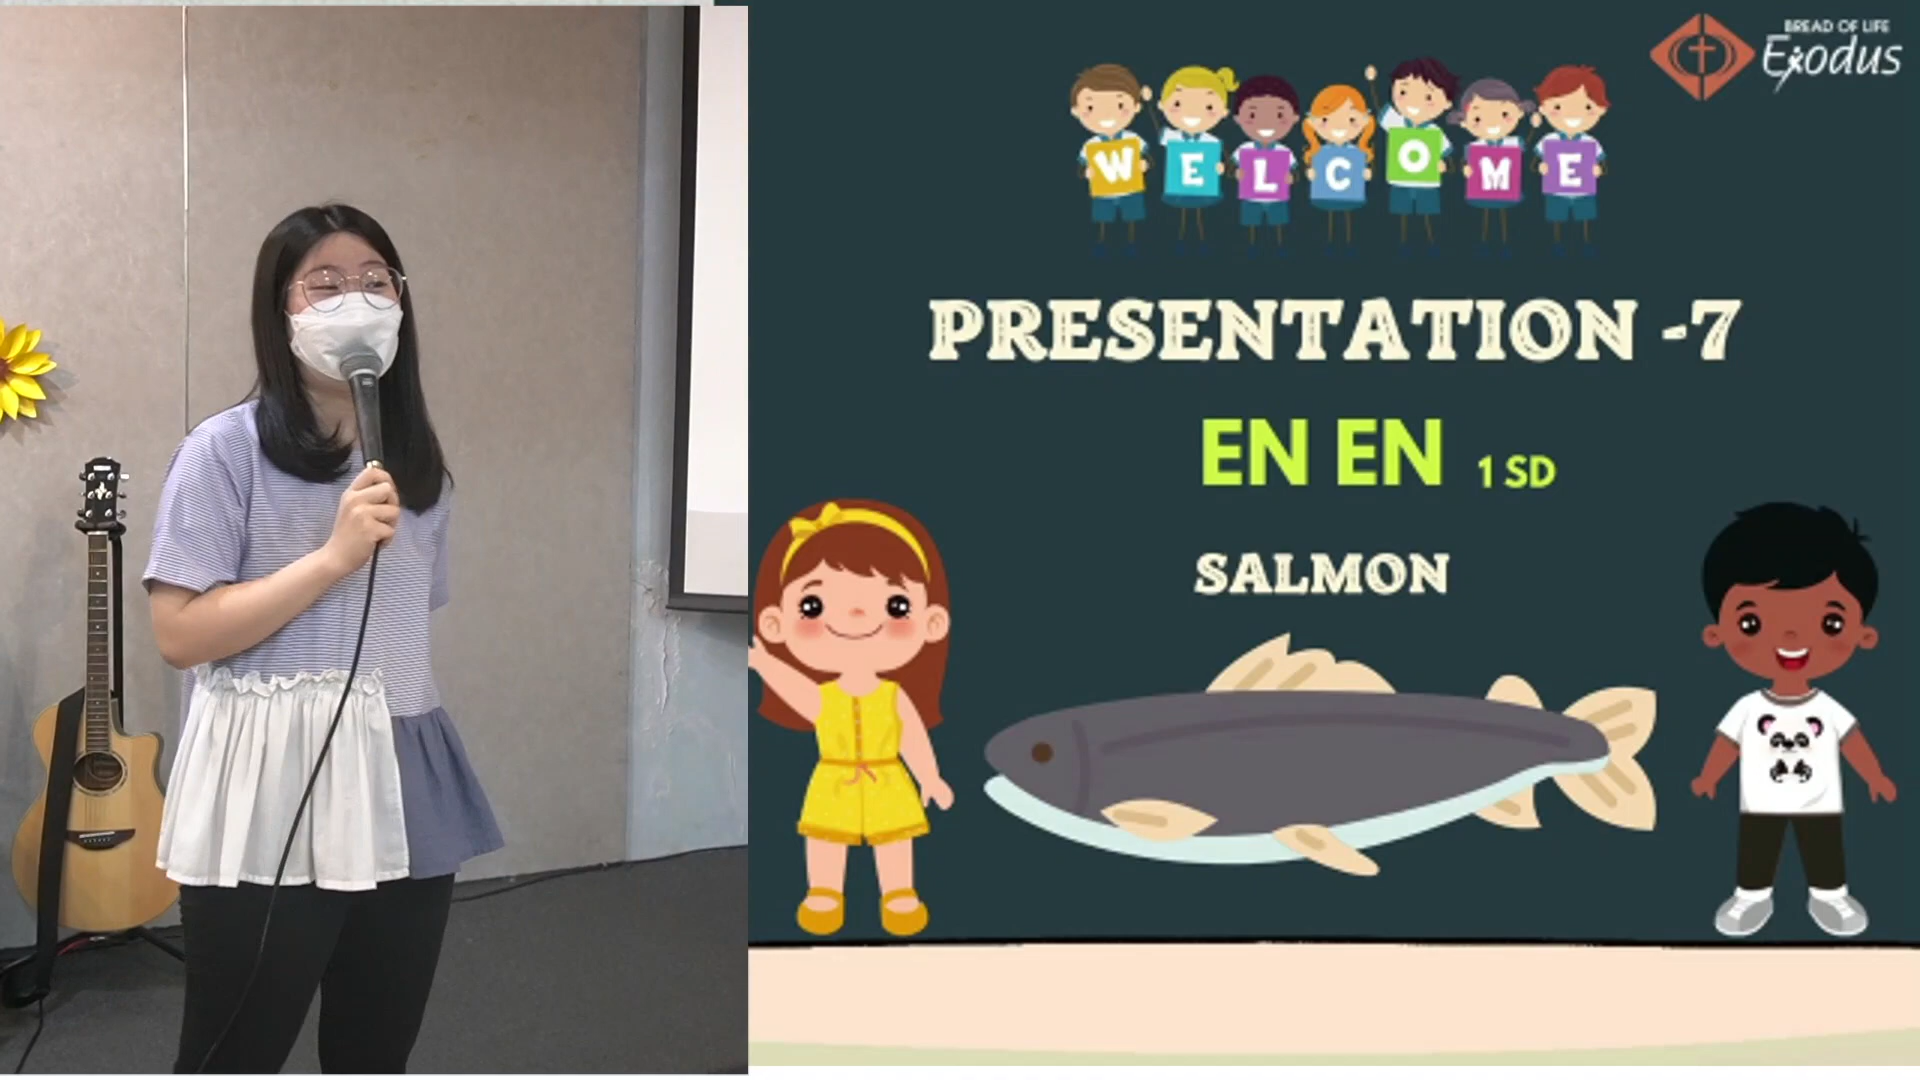 BREAD OF LIFE
Exodus
WELCOME
PRESENTATION -7
EN EN 1 SD
SALMON